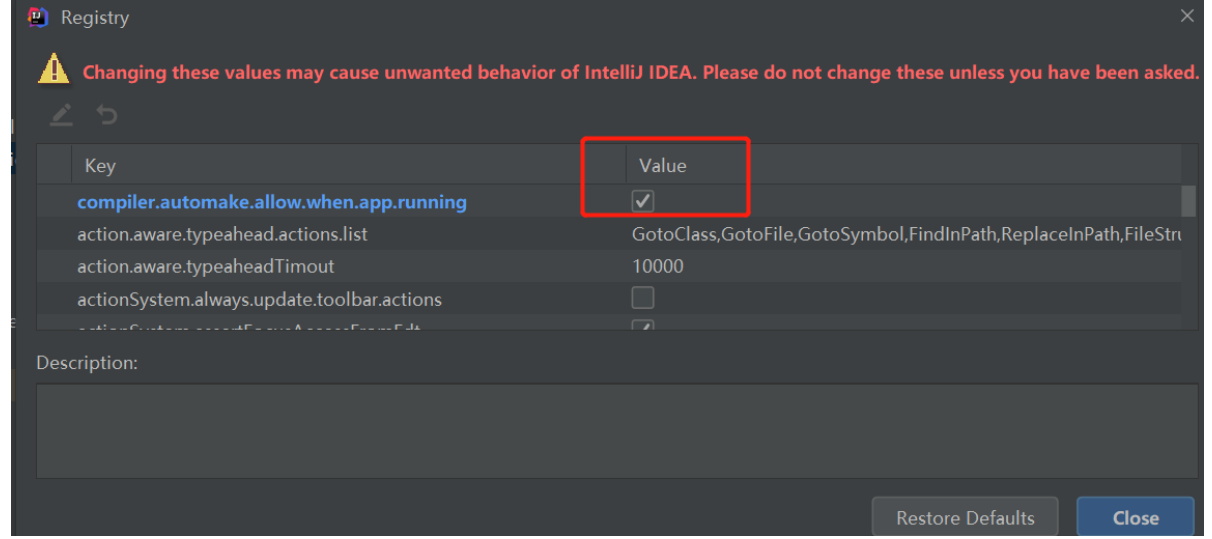 Registry
Changing these values may cause unwanted behavior of IntelliJ IDEA. Please do not change these unless you have been asked.
Key Value
compiler.automake.allow.when.app.running
action.aware.typeahead.actions.list GotoClass,GotoFile,GotoSymbol,FindInPath,ReplaceInPath,FileStru
action.aware.typeaheadTimout 10000
actionSystem.always.update.toolbar.actions
actionSystem.assertFocusAccessFromEdt
Description:
Restore Defaults Close